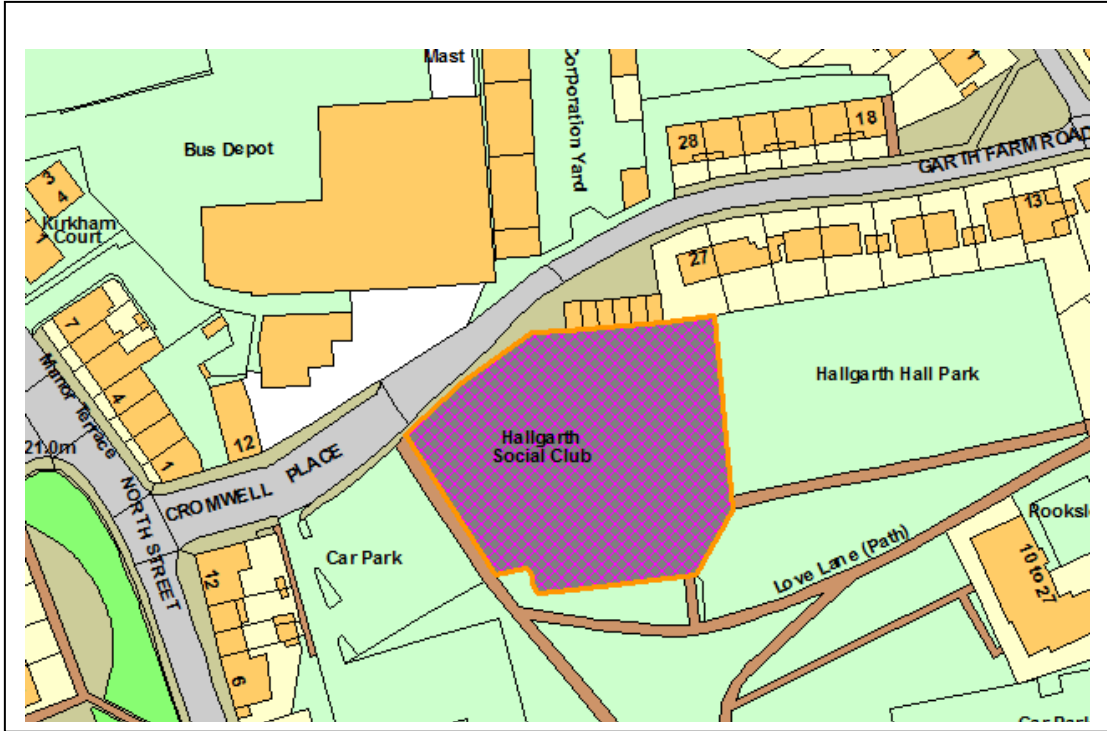 Mast
Corporation Yard
Bus Depot
28
18
1
GARTH FARM ROAD
3
4
1
Kirkham
Court
27
13
7
4
1
Manor Terrace
21.0m
12
CROMWELL PLACE
NORTH STREET
Hallgarth
Social Club
Hallgarth Hall Park
Car Park
12
6
Love Lane (Path)
10 to 27